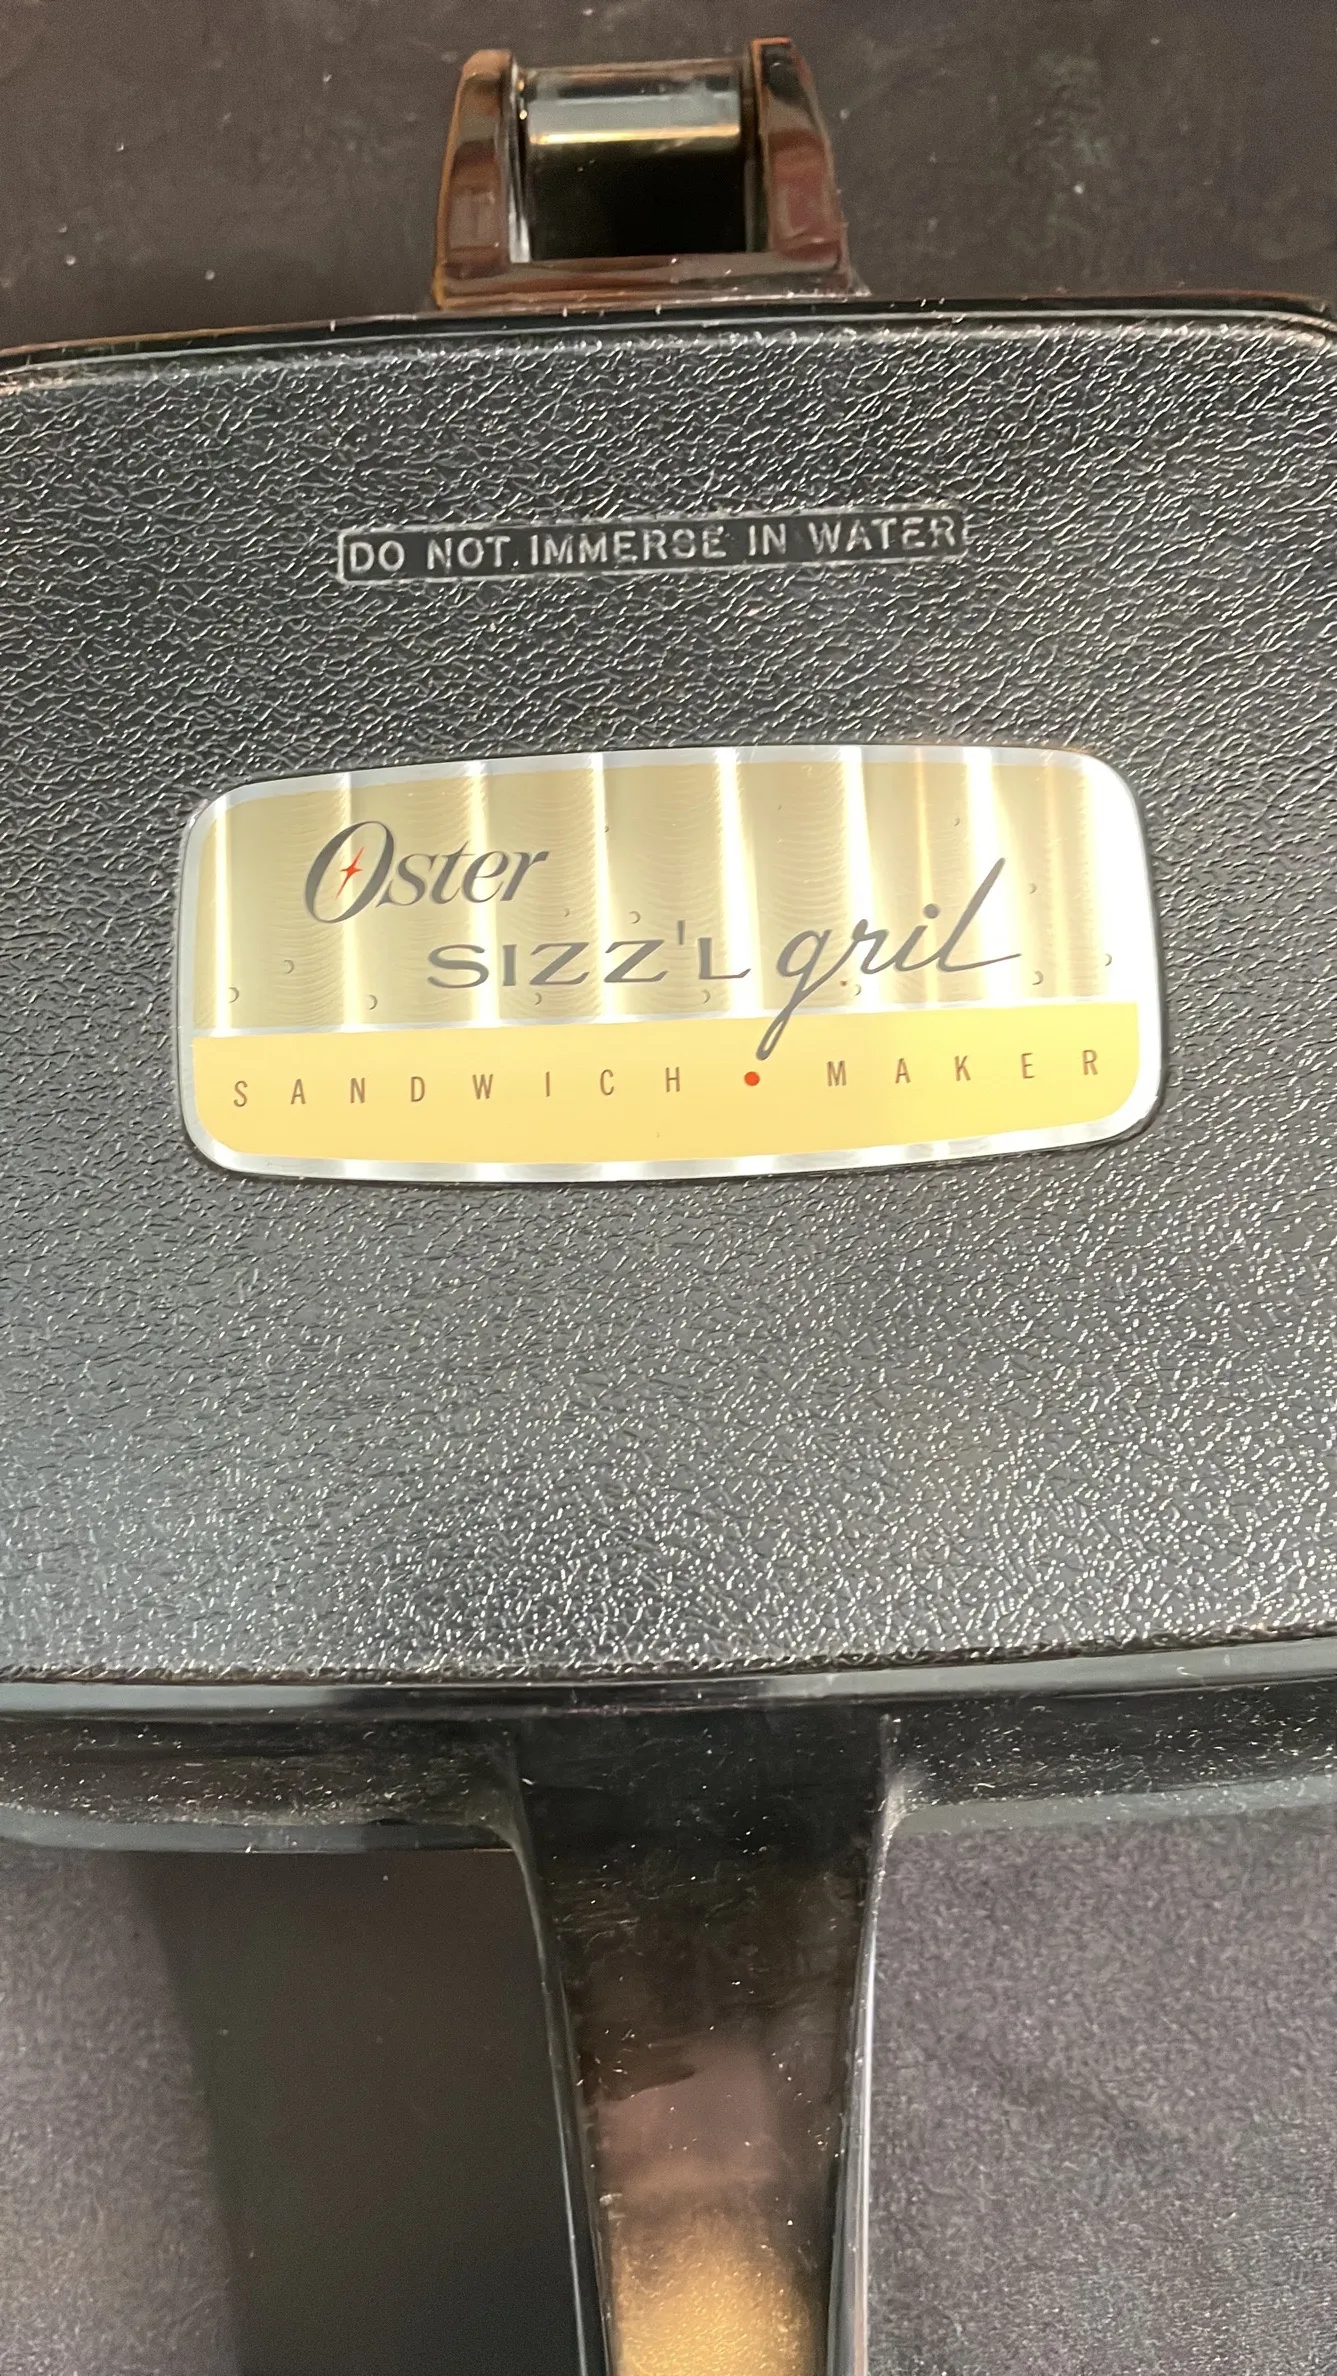 DO NOT IMMERSE IN WATER
Oster
SIZZ'L gril
SANDWICH • MAKER